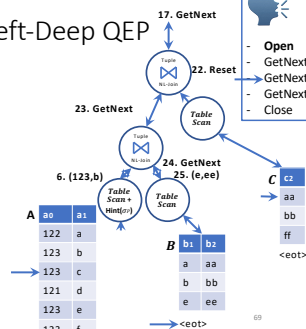 eft-Deep QEP
17. GetNext
- Open
- GetNext
- GetNext
- GetNext
- Close
Tuple
NL-Join
22. Reset
23. GetNext
Table
Scan
Tuple
NL-Join
24. GetNext
25. (e,ee)
6. (123,b)
Table
Scan +
Table
Scan
A
a0 a1
122 a
123 b
123 c
121 d
123 e
123 f
B
b1 b2
a aa
b bb
e ee
<eot>
C
c2
aa
bb
ff
<eot>
69